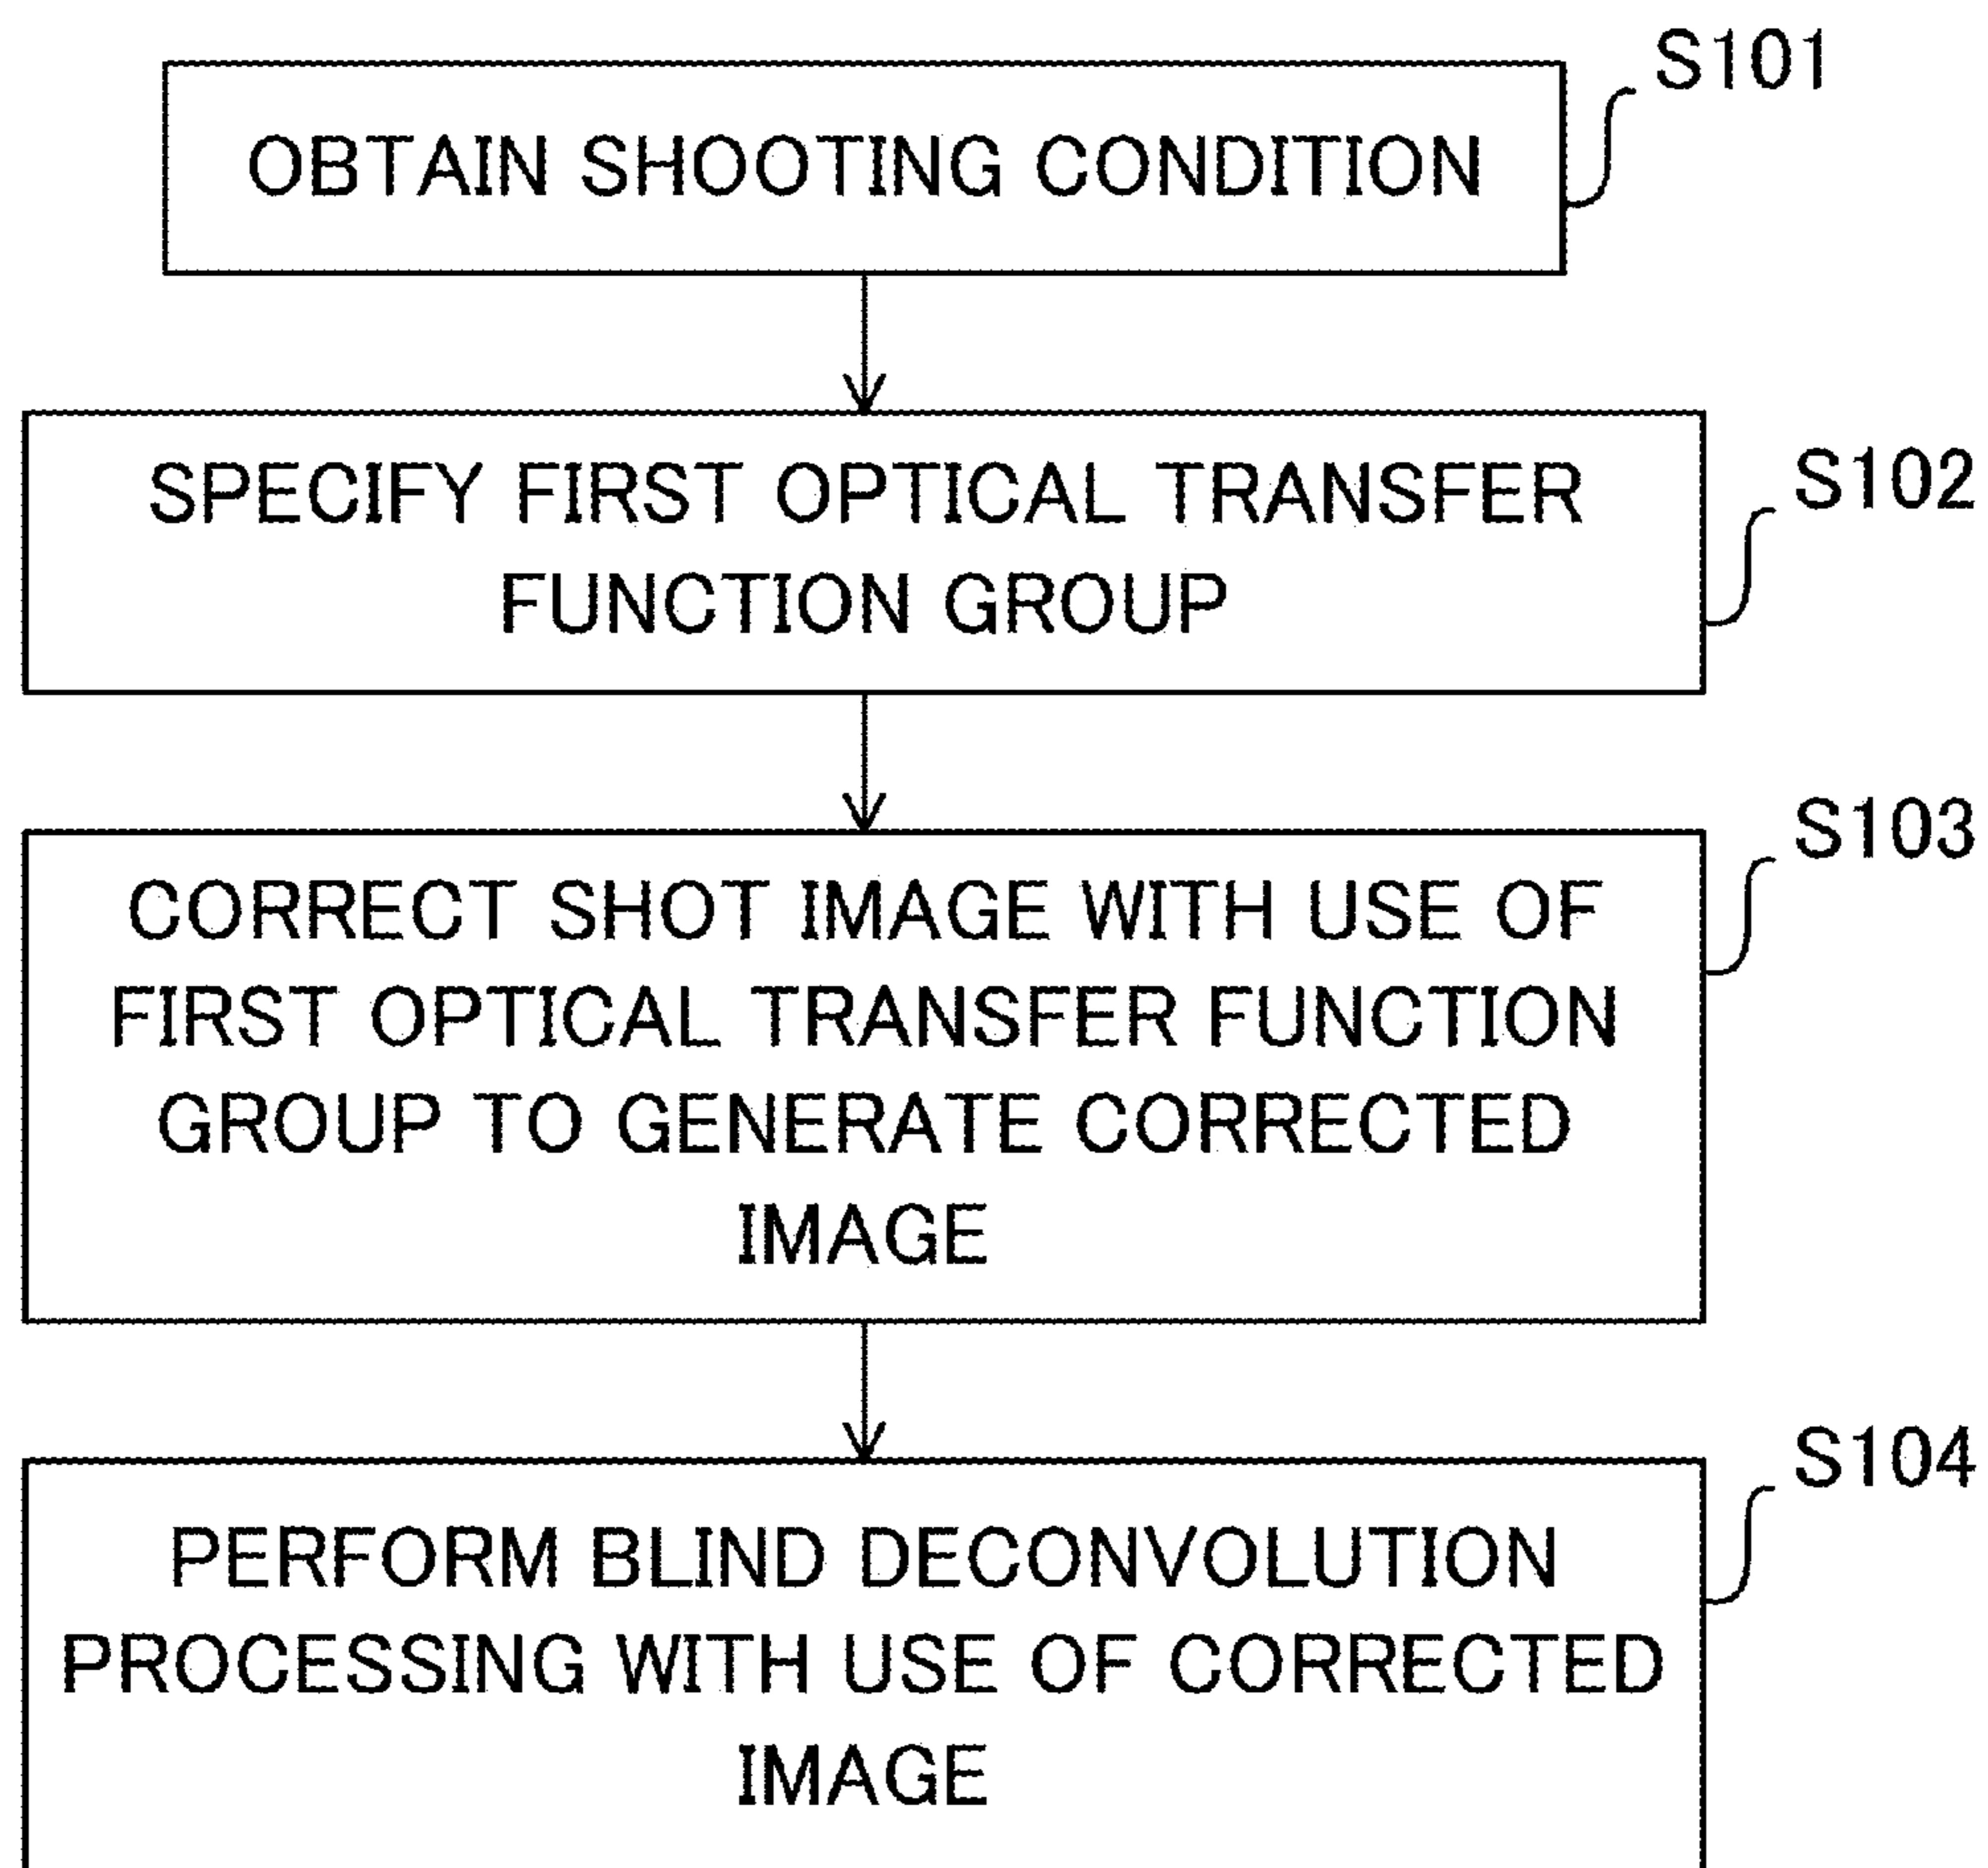 S101
OBTAIN SHOOTING CONDITION
S102
SPECIFY FIRST OPTICAL TRANSFER
FUNCTION GROUP
S103
CORRECT SHOT IMAGE WITH USE OF
FIRST OPTICAL TRANSFER FUNCTION
GROUP TO GENERATE CORRECTED
IMAGE
S104
PERFORM BLIND DECONVOLUTION
PROCESSING WITH USE OF CORRECTED
IMAGE